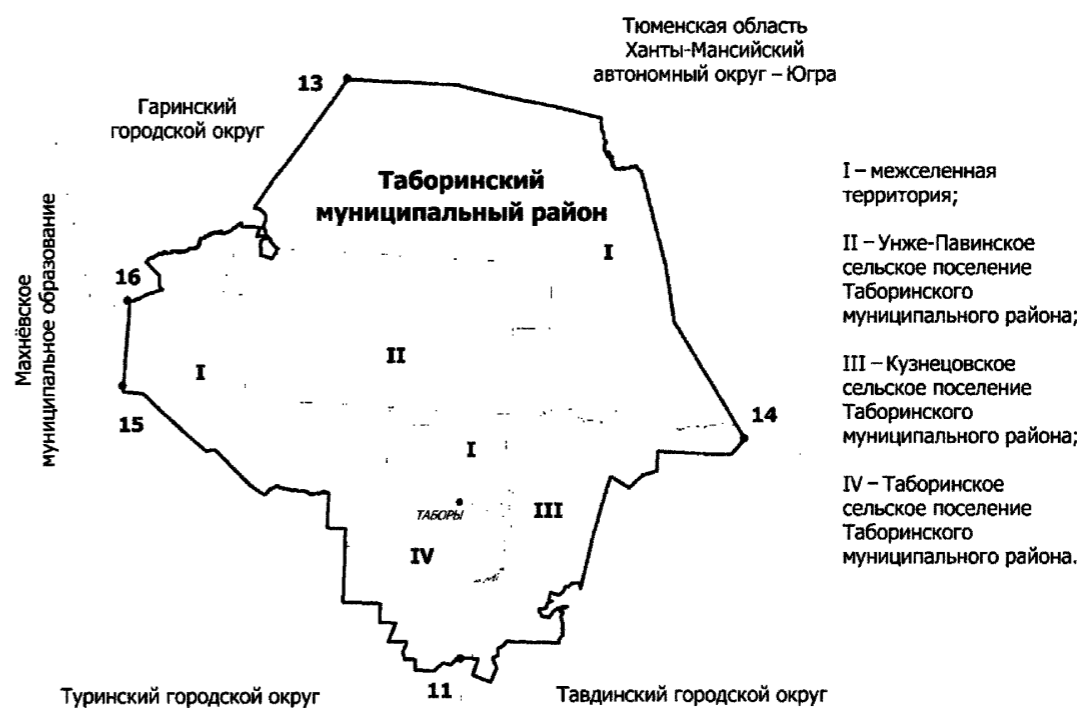 Тюменская область
Ханты-Мансийский
автономный округ – Югра
13
Гаринский
городской округ
Таборинский
муниципальный район
I
Махнёвское
муниципальное образование
16
I
II
15
14
I
ТАБОРЫ
III
IV
11
Туринский городской округ
Тавдинский городской округ
I – межселенная
территория;
II – Унже-Павинское
сельское поселение
Таборинского
муниципального района;
III – Кузнецовское
сельское поселение
Таборинского
муниципального района;
IV – Таборинское
сельское поселение
Таборинского
муниципального района.